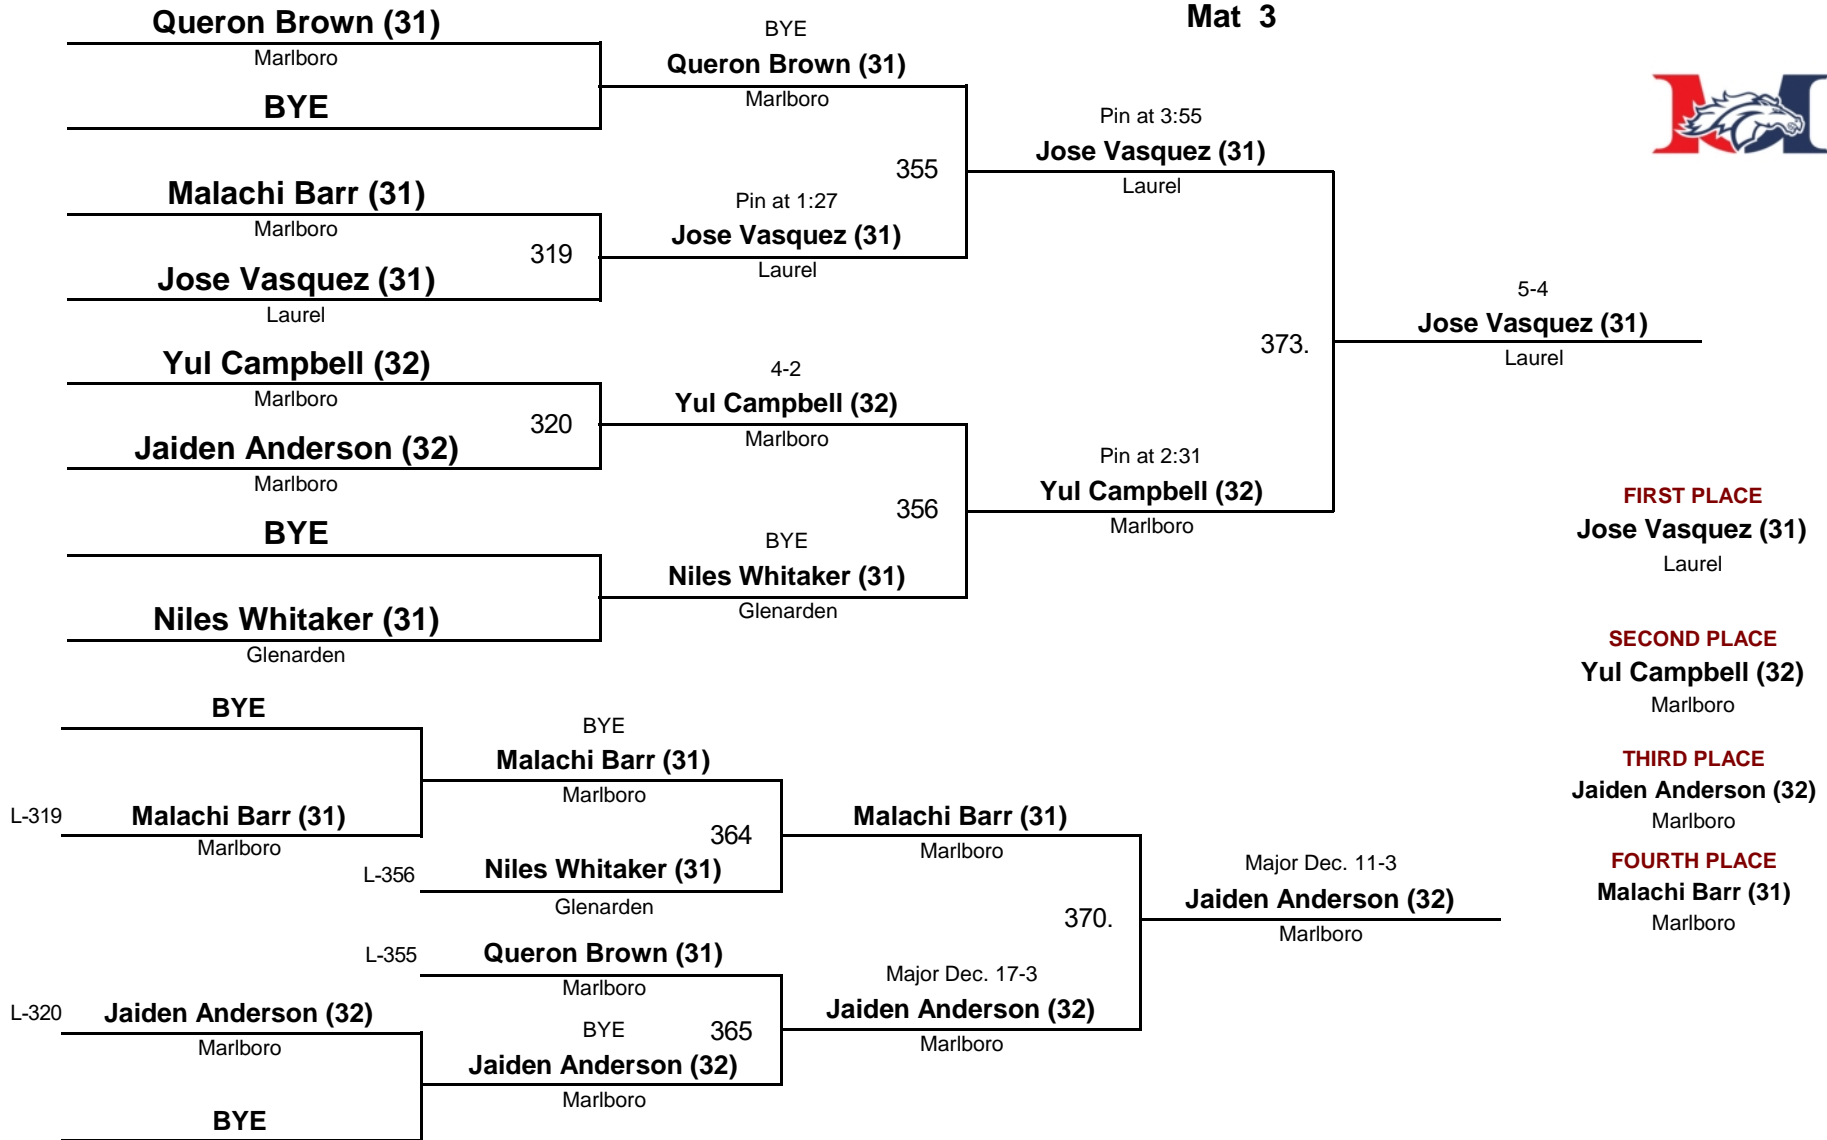 Mat 3
Queron Brown (31)
Marlboro
BYE
Malachi Barr (31)
Marlboro
319
Jose Vasquez (31)
Laurel
Yul Campbell (32)
Marlboro
320
Jaiden Anderson (32)
Marlboro
BYE
Niles Whitaker (31)
Glenarden
BYE
Queron Brown (31)
Marlboro
355
Pin at 1:27
Jose Vasquez (31)
Laurel
4-2
Yul Campbell (32)
Marlboro
356
BYE
Niles Whitaker (31)
Glenarden
Pin at 3:55
Jose Vasquez (31)
Laurel
373.
Pin at 2:31
Yul Campbell (32)
Marlboro
5-4
Jose Vasquez (31)
Laurel
FIRST PLACE
Jose Vasquez (31)
Laurel
SECOND PLACE
Yul Campbell (32)
Marlboro
THIRD PLACE
Jaiden Anderson (32)
Marlboro
FOURTH PLACE
Malachi Barr (31)
Marlboro
BYE
L-319
Malachi Barr (31)
Marlboro
BYE
Malachi Barr (31)
Marlboro
364
L-356
Niles Whitaker (31)
Glenarden
L-355
Queron Brown (31)
Marlboro
L-320
Jaiden Anderson (32)
Marlboro
BYE
365
Jaiden Anderson (32)
Marlboro
BYE
Malachi Barr (31)
Marlboro
370.
Major Dec. 17-3
Jaiden Anderson (32)
Marlboro
Major Dec. 11-3
Jaiden Anderson (32)
Marlboro
M